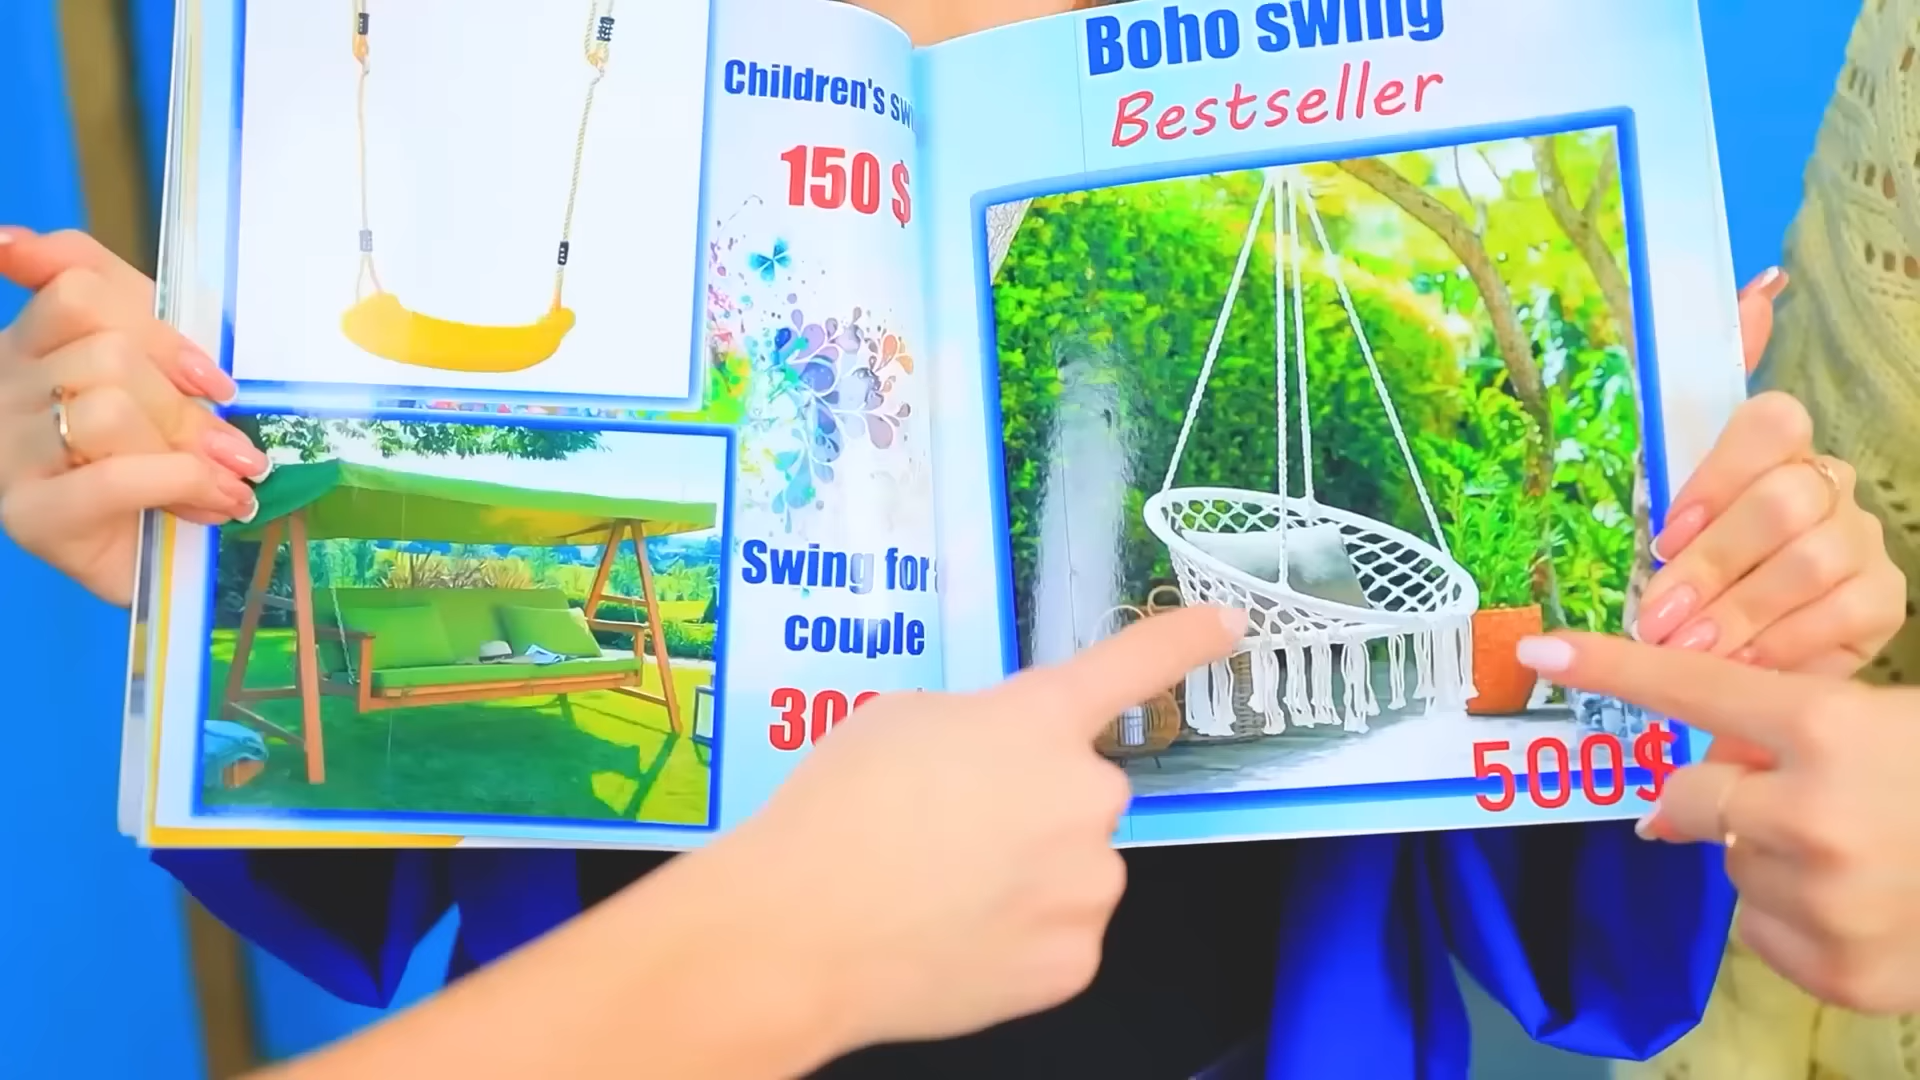 Children's
150 $
Swing for
couple
Boho swing
Bestseller
500$